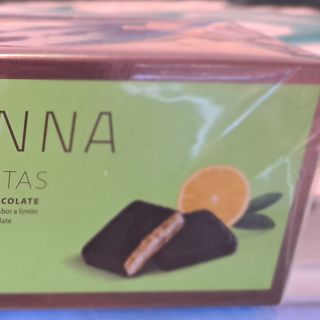 NNA
TAS
COLATE
abor a limón
late